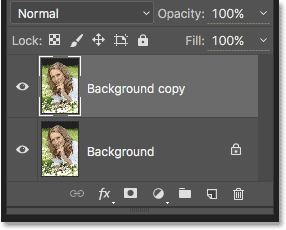 Normal Opacity: 100%
Lock: Fill: 100%
Background copy
Background
fx